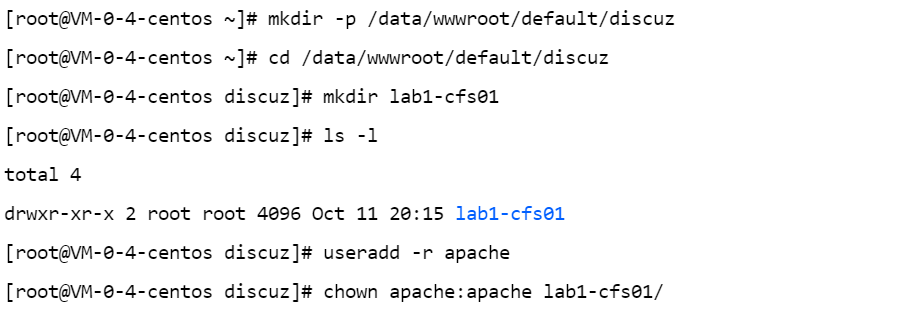 [root@VM-0-4-centos ~]# mkdir -p /data/wwwroot/default/discuz
[root@VM-0-4-centos ~]# cd /data/wwwroot/default/discuz
[root@VM-0-4-centos discuz]# mkdir lab1-cfs01
[root@VM-0-4-centos discuz]# ls -l
total 4
drwxr-xr-x 2 root root 4096 Oct 11 20:15 lab1-cfs01
[root@VM-0-4-centos discuz]# useradd -r apache
[root@VM-0-4-centos discuz]# chown apache:apache lab1-cfs01/